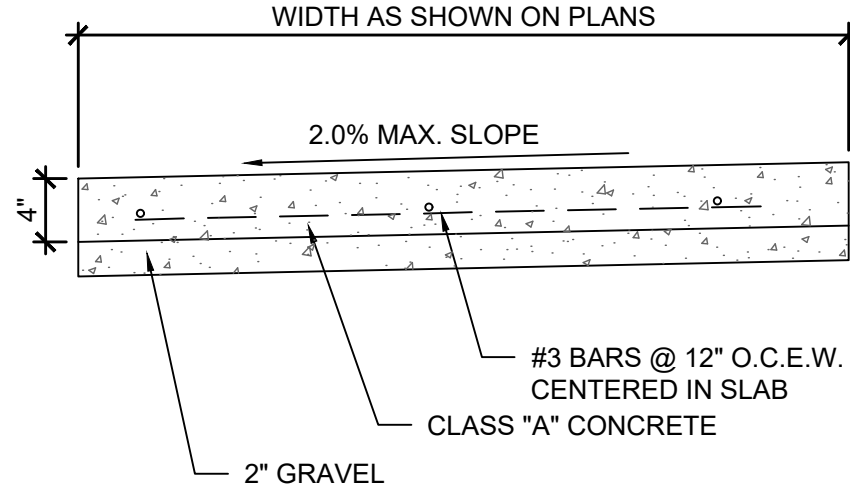 WIDTH AS SHOWN ON PLANS
2.0% MAX. SLOPE
4"
#3 BARS @ 12" O.C.E.W.
CENTERED IN SLAB
CLASS "A" CONCRETE
2" GRAVEL